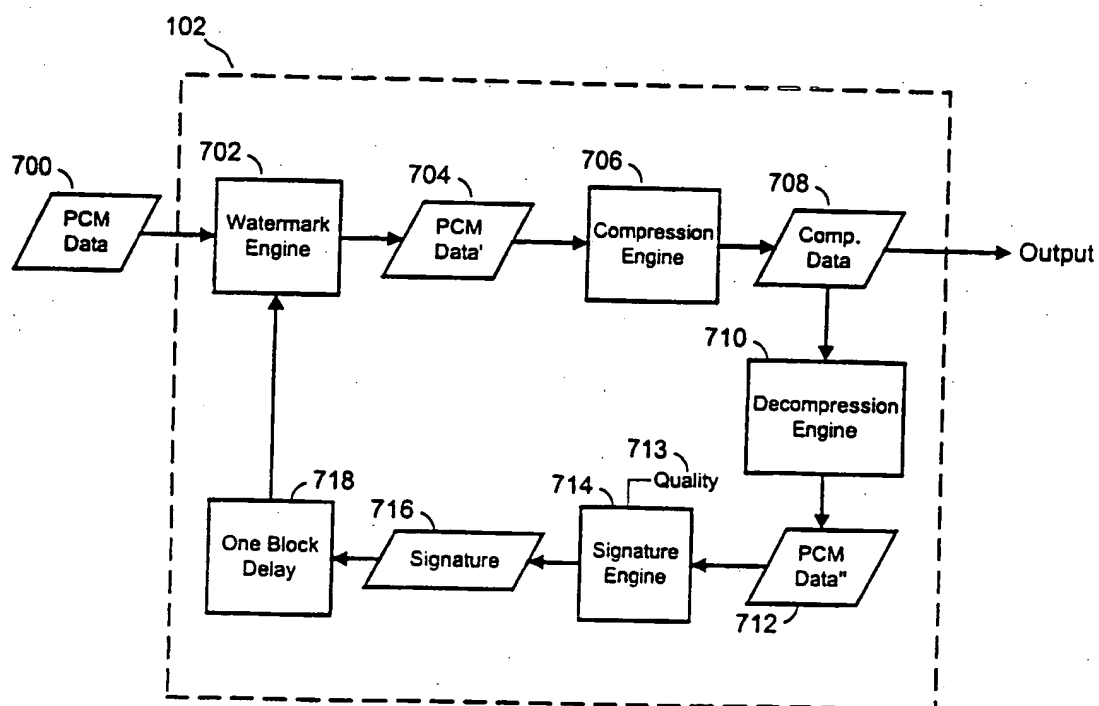 102
700
PCM
Data
702
Watermark
Engine
704
PCM
Data'
706
Compression
Engine
708
Comp.
Data
Output
710
Decompression
Engine
713
Quality
714
Signature
Engine
716
Signature
718
One Block
Delay
PCM
Data"
712